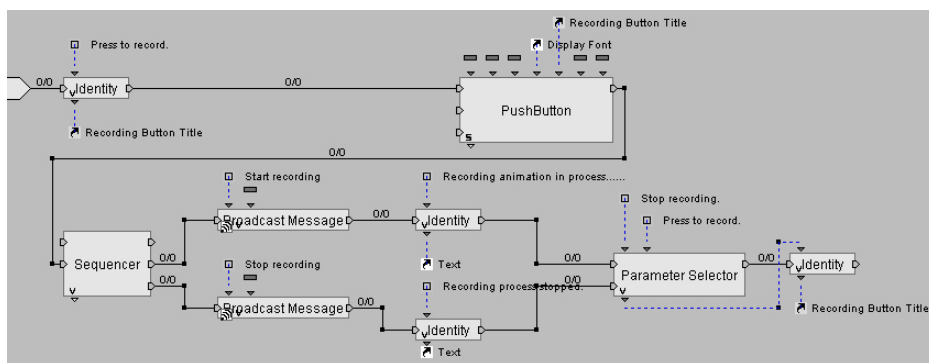 Recording Button Title
Press to record.
Display Font
0/0
Identity
0/0
PushButton
Recording Button Title
S
0/0
Start recording
Recording animation in process......
Stop recording.
Broadcast Message
0/0
Identity
Press to record.
Sequencer
0/0
0/0
Stop recording
Text
0/0
Parameter Selector
0/0
Identity
Recording process stopped.
0/0
Broadcast Message
0/0
Identity
Recording Button Title
Text